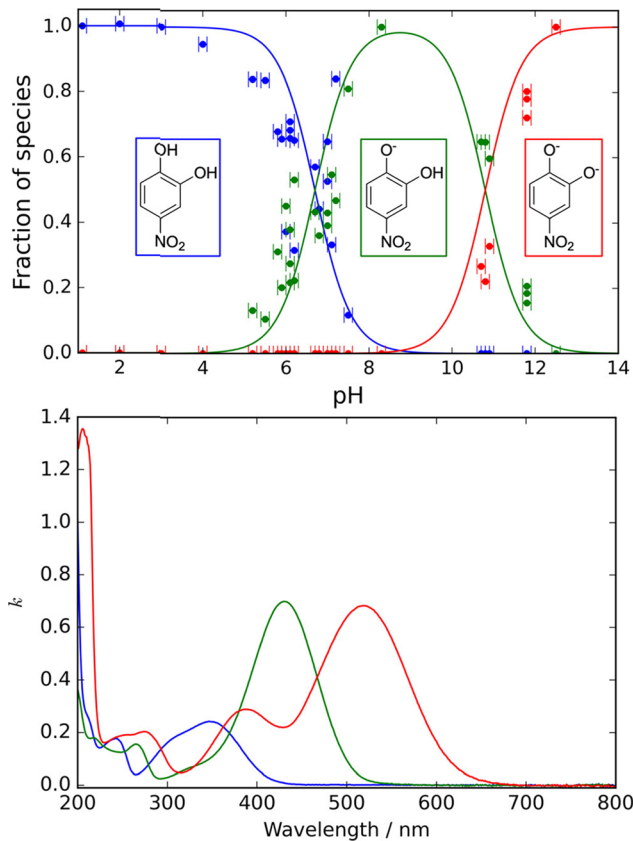 1.0
0.8
0.6
0.4
0.2
0.0
Fraction of species
OH
OH
NO2
O-
OH
NO2
O-
O-
NO2
2 4 6 8 10 12 14
pH
1.4
1.2
1.0
0.8
0.6
0.4
0.2
0.0
k
200 300 400 500 600 700 800
Wavelength / nm